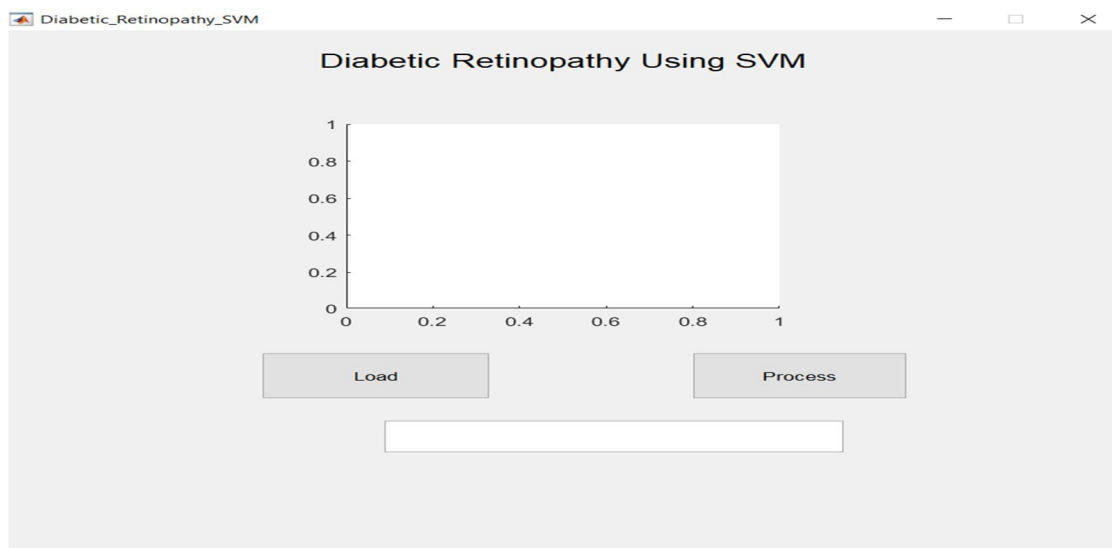 Diabetic_Retinopathy_SVM
Diabetic Retinopathy Using SVM
1
0.8
0.6
0.4
0.2
0
0 0.2 0.4 0.6 0.8 1
Load Process